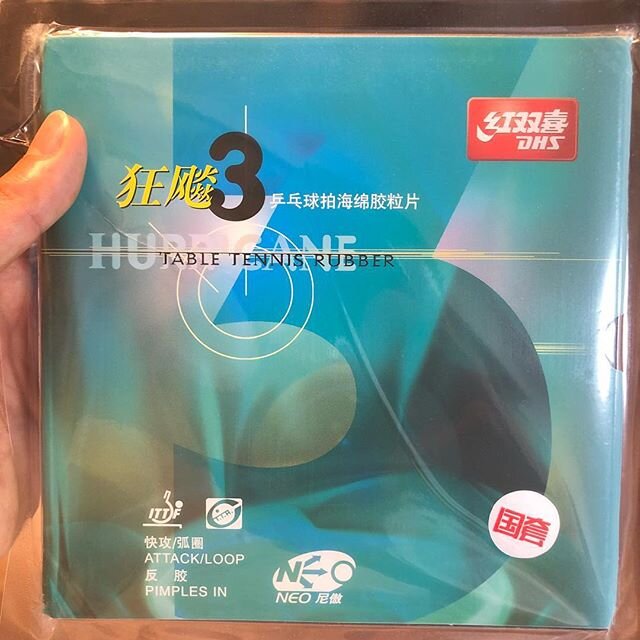 红双喜
DHS
狂飚3
乒乓球拍海绵胶粒片
HURRICANE
TABLE TENNIS RUBBER
ITTF
快攻/弧圈
ATTACK/LOOP
反 胶
PIMPLES IN
NEO
NEO 尼傲
国套